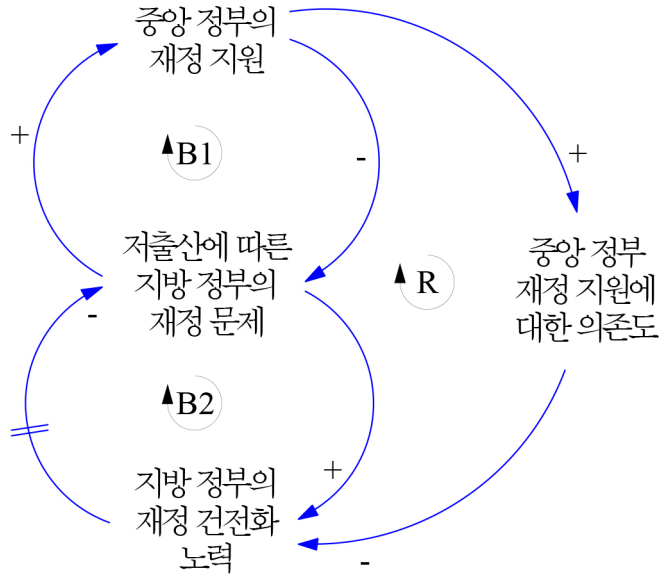 중앙 정부의
재정 지원
+
B1
-
+
저출산에 따른
지방 정부의
재정 문제
R
중앙 정부
재정 지원에
대한 의존도
-
B2
+
지방 정부의
재정 건전화
노력
-